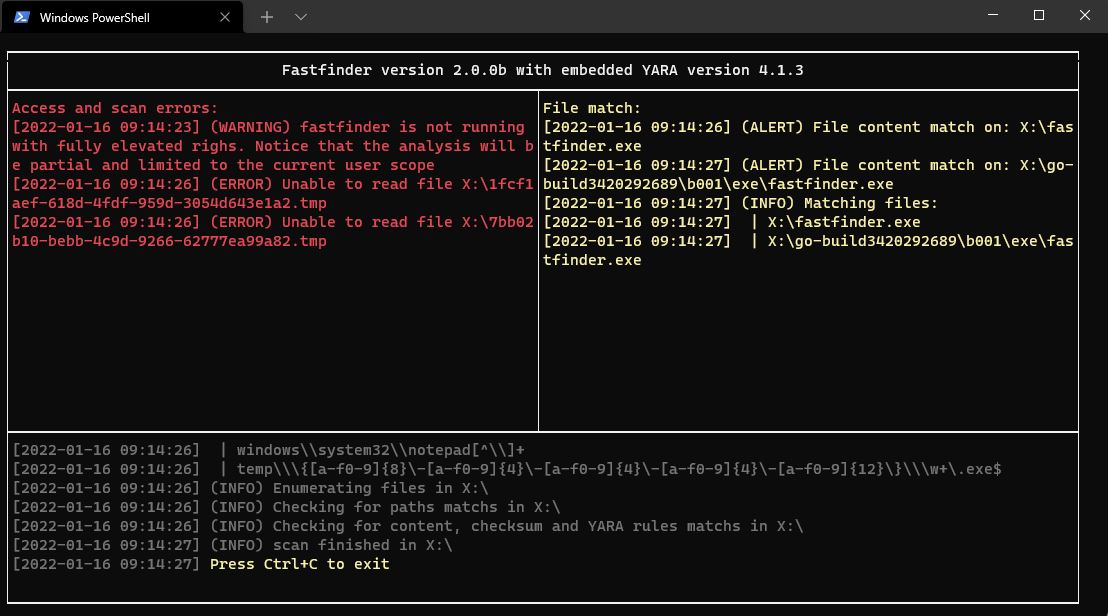 Windows PowerShell
Fastfinder version 2.0.0b with embedded YARA version 4.1.3
Access and scan errors:
[2022-01-16 09:14:23] (WARNING) fastfinder is not running
with fully elevated righs. Notice that the analysis will b
e partial and limited to the current user scope
[2022-01-16 09:14:26] (ERROR) Unable to read file X:\1fcf1
aef-618d-4fdf-959d-3054d643e1a2.tmp
[2022-01-16 09:14:26] (ERROR) Unable to read file X:\7bb02
b10-bebb-4c9d-9266-62777ea99a82.tmp
File match:
[2022-01-16 09:14:26] (ALERT) File content match on: X:\fas
tfinder.exe
[2022-01-16 09:14:27] (ALERT) File content match on: X:\go-
build3420292689\b001\exe\fastfinder.exe
[2022-01-16 09:14:27] (INFO) Matching files:
[2022-01-16 09:14:27]  | X:\fastfinder.exe
[2022-01-16 09:14:27]  | X:\go-build3420292689\b001\exe\fas
tfinder.exe
[2022-01-16 09:14:26]  | windows\\system32\\notepad[^\\]+
[2022-01-16 09:14:26]  | temp\\\{[a-f0-9]{8}\-[a-f0-9]{4}\-[a-f0-9]{4}\-[a-f0-9]{4}\-[a-f0-9]{12}\}\\\w+\.exe$
[2022-01-16 09:14:26] (INFO) Enumerating files in X:\
[2022-01-16 09:14:26] (INFO) Checking for paths matchs in X:\
[2022-01-16 09:14:26] (INFO) Checking for content, checksum and YARA rules matchs in X:\
[2022-01-16 09:14:27] (INFO) scan finished in X:\
[2022-01-16 09:14:27] Press Ctrl+C to exit